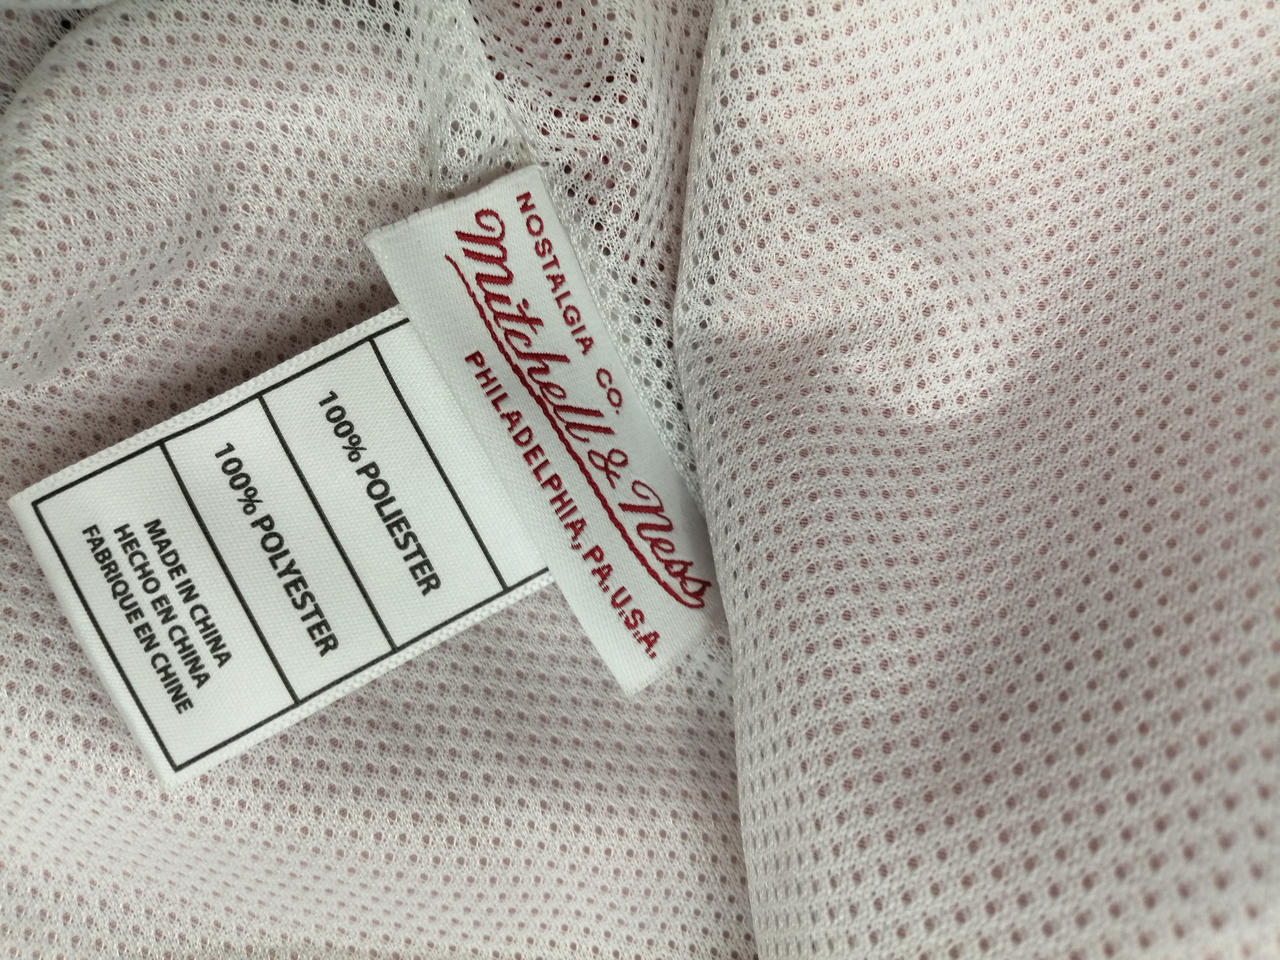 NOSTALGIA CO.
Mitchell & Ness
PHILADELPHIA, PA. U.S.A.
100% POLIESTER
100% POLYESTER
MADE IN CHINA
HECHO EN CHINA
FABRIQUE EN CHINE